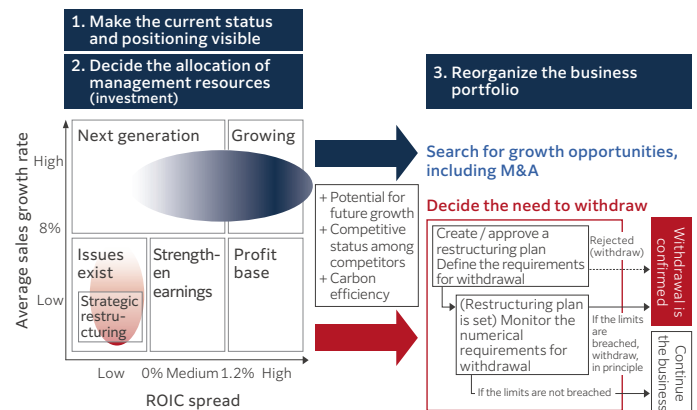 1. Make the current status
and positioning visible
2. Decide the allocation of
management resources
(investment)
3. Reorganize the business
portfolio
Average sales growth rate
High
8%
Low
Next generation
Growing
Issues
exist
Strategic
restru-
cturing
Strength-
en
earnings
Profit
base
Low
0%
Medium
1.2%
High
ROIC spread
+ Potential for
future growth
+ Competitive
status among
competitors
+ Carbon
efficiency
Search for growth opportunities,
including M&A
Decide the need to withdraw
Create / approve a
restructuring plan
Define the requirements
for withdrawal
Rejected
(withdraw)
(Restructuring plan
is set) Monitor the
numerical
requirements for
withdrawal
If the limits
are
breached,
withdraw,
in principle
If the limits are not breached
Withdrawal is
confirmed
Continue
the business